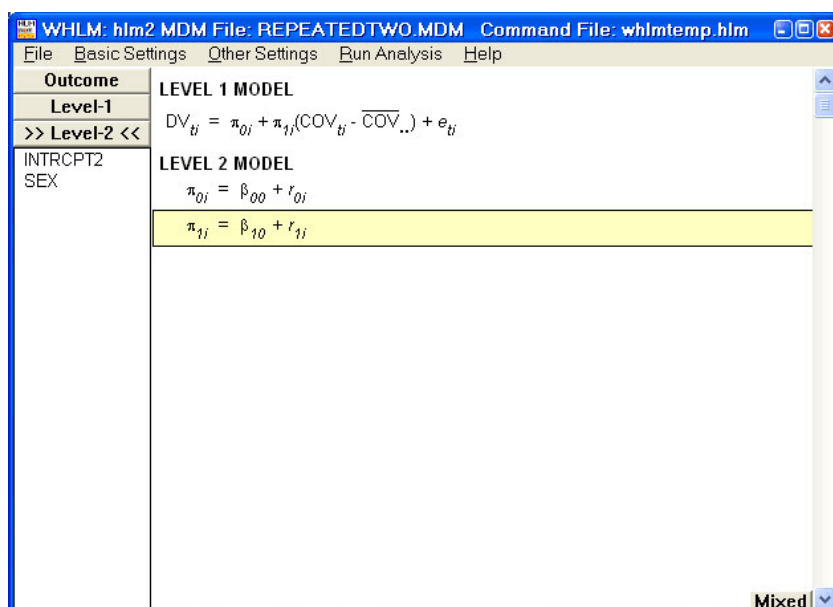 WHLM: hlm2 MDM File: REPEATEDTWO.MDM Command File: whlmtemp.hlm
File Basic Settings Other Settings Run Analysis Help
Outcome
Level-1
>> Level-2 <<
INTRCPT2
SEX
LEVEL 1 MODEL
DV_ti = π_0i + π_1i(COV_ti - C̅O̅V̅_..) + e_ti
LEVEL 2 MODEL
π_0i = β_00 + r_0i
π_1i = β_10 + r_1i
Mixed